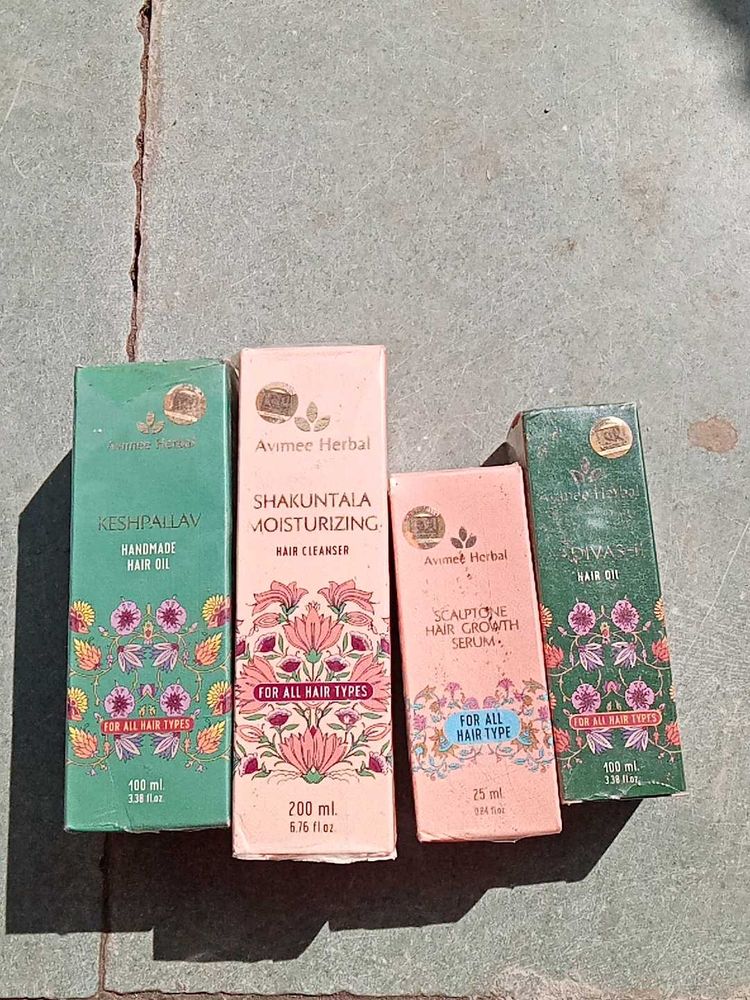 Avimee Herbal
KESHPALLAV
HANDMADE
HAIR OIL
FOR ALL HAIR TYPES
100 ml.
3.38 fl.oz.
Avimee Herbal
SHAKUNTALA
MOISTURIZING
HAIR CLEANSER
FOR ALL HAIR TYPES
200 ml.
6.76 fl oz.
Avimee Herbal
SCALPTONE
HAIR GROWTH
SERUM
FOR ALL
HAIR TYPE
25 ml.
0.84 fl oz
Avimee Herbal
HAIR OIL
FOR ALL HAIR TYPES
100 ml.
3.38 fl.oz.